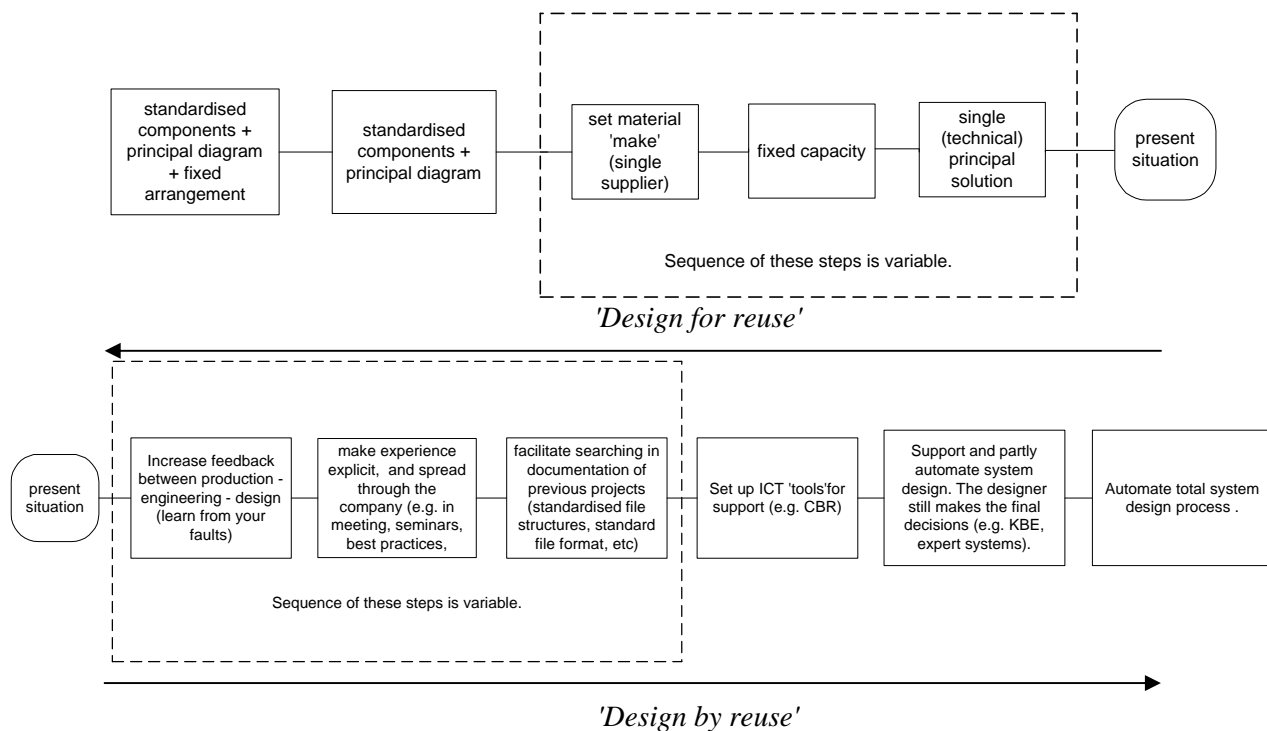 standardised
components +
principal diagram
+ fixed
arrangement
standardised
components +
principal diagram
set material
'make'
(single
supplier)
fixed capacity
single
(technical)
principal
solution
present
situation
Sequence of these steps is variable.
'Design for reuse'
present
situation
Increase feedback
between production -
engineering - design
(learn from your
faults)
make experience
explicit,  and spread
through the
company (e.g. in
meeting, seminars,
best practices,
facilitate searching in
documentation of
previous projects
(standardised file
structures, standard
file format, etc)
Set up ICT 'tools'for
support (e.g. CBR)
Support and partly
automate system
design. The designer
still makes the final
decisions (e.g. KBE,
expert systems).
Automate total system
design process .
Sequence of these steps is variable.
'Design by reuse'